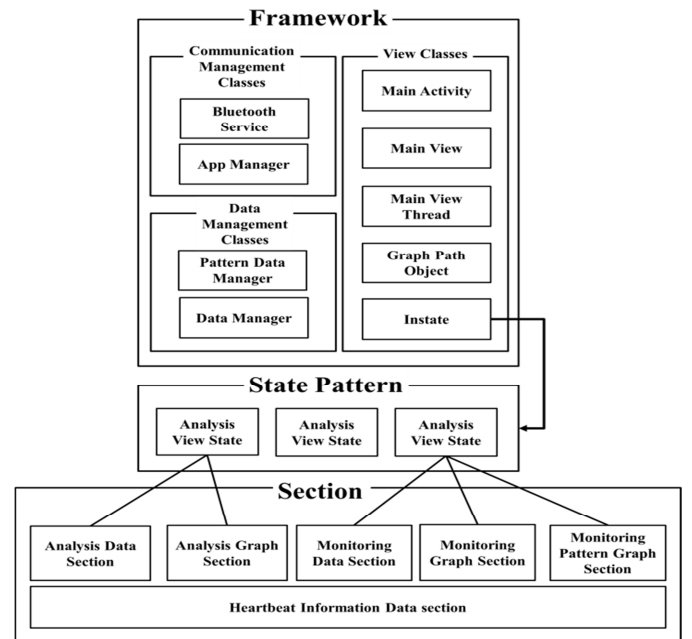 Framework
Communication
Management
Classes
Bluetooth
Service
App Manager
Data
Management
Classes
Pattern Data
Manager
Data Manager
View Classes
Main Activity
Main View
Main View
Thread
Graph Path
Object
Instate
State Pattern
Analysis
View State
Analysis
View State
Analysis
View State
Section
Analysis Data
Section
Analysis Graph
Section
Monitoring
Data Section
Monitoring
Graph Section
Monitoring
Pattern Graph
Section
Heartbeat Information Data section